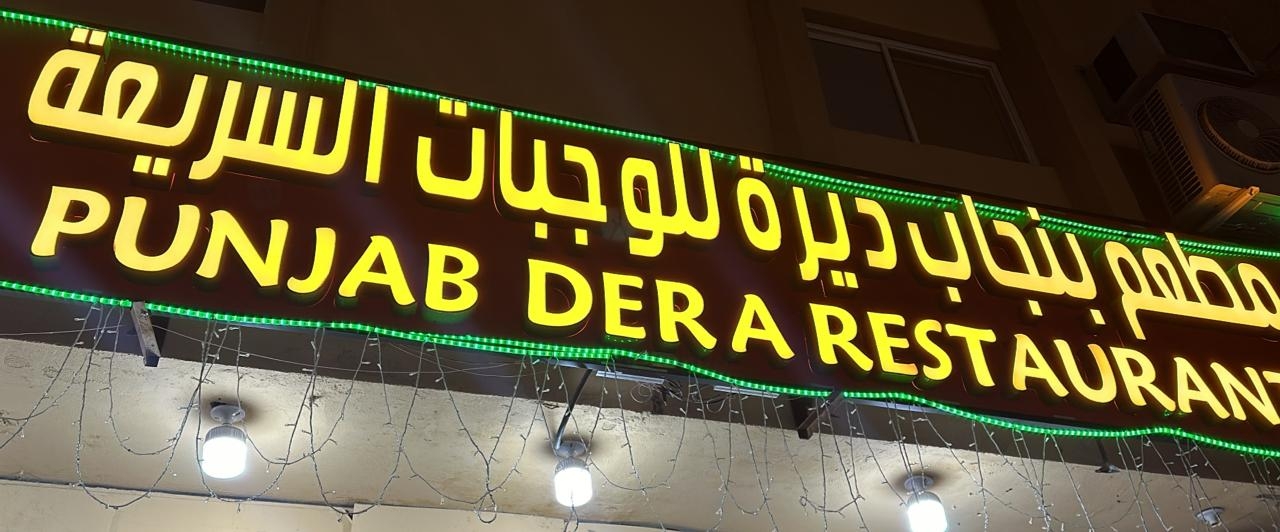 مطعم بنجاب ديرة للوجبات السريعة
PUNJAB DERA RESTAURANT